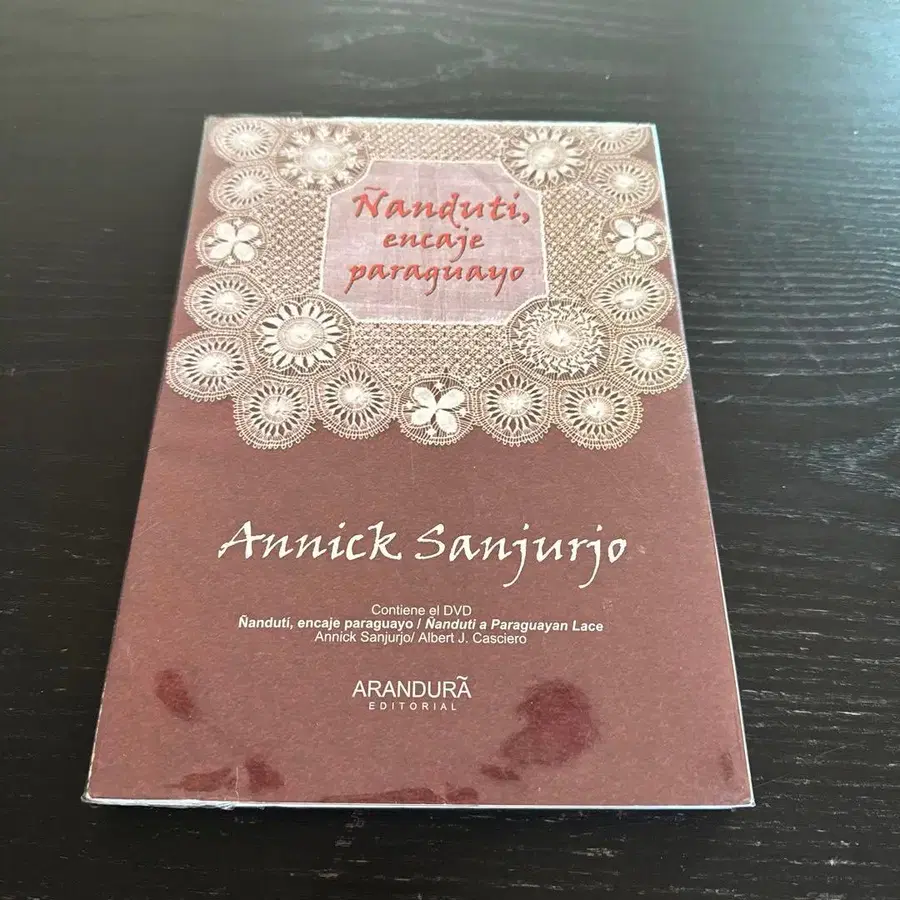 Ñanduti,
encaje
paraguayo
Annick Sanjurjo
Contiene el DVD
Ñandutí, encaje paraguayo / Ñanduti a Paraguayan Lace
Annick Sanjurjo/ Albert J. Casciero
ARANDURÃ
EDITORIAL